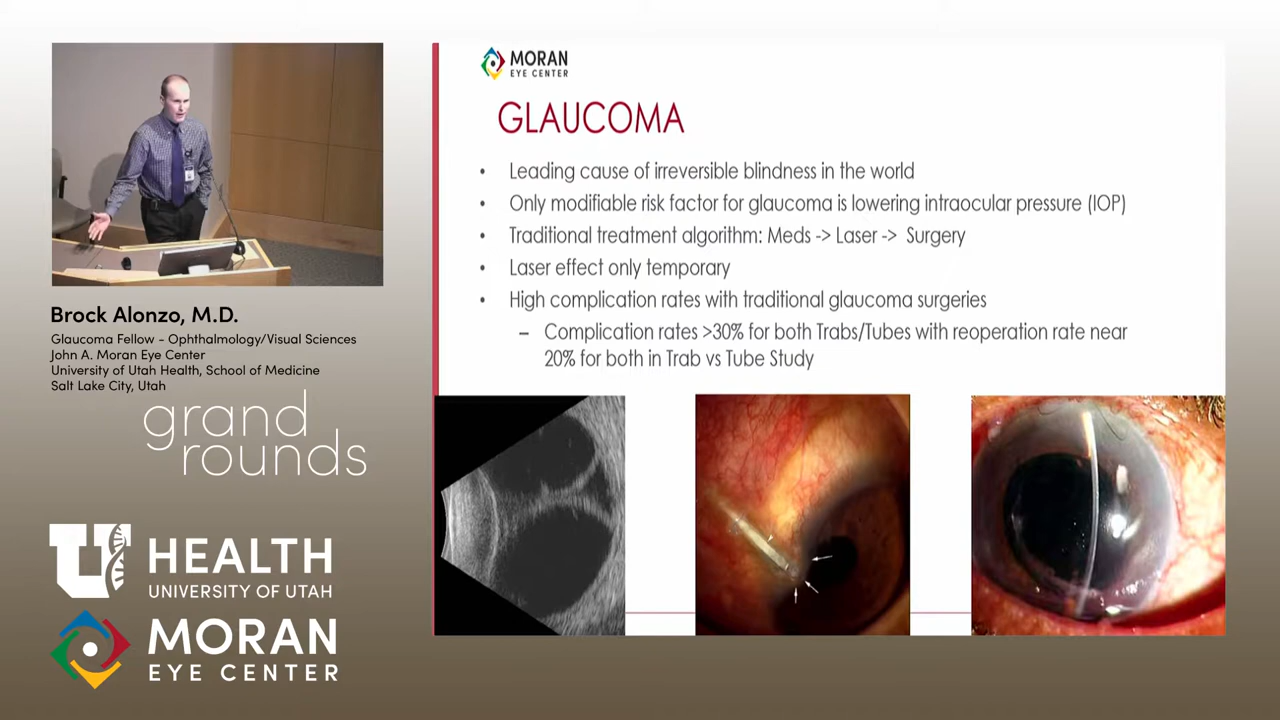 Brock Alonzo, M.D.
Glaucoma Fellow - Ophthalmology/Visual Sciences
John A. Moran Eye Center
University of Utah Health, School of Medicine
Salt Lake City, Utah
grand
rounds
U HEALTH
UNIVERSITY OF UTAH
MORAN
EYE CENTER
MORAN
EYE CENTER
GLAUCOMA
• Leading cause of irreversible blindness in the world
• Only modifiable risk factor for glaucoma is lowering intraocular pressure (IOP)
• Traditional treatment algorithm: Meds -> Laser -> Surgery
• Laser effect only temporary
• High complication rates with traditional glaucoma surgeries
– Complication rates >30% for both Trabs/Tubes with reoperation rate near
20% for both in Trab vs Tube Study